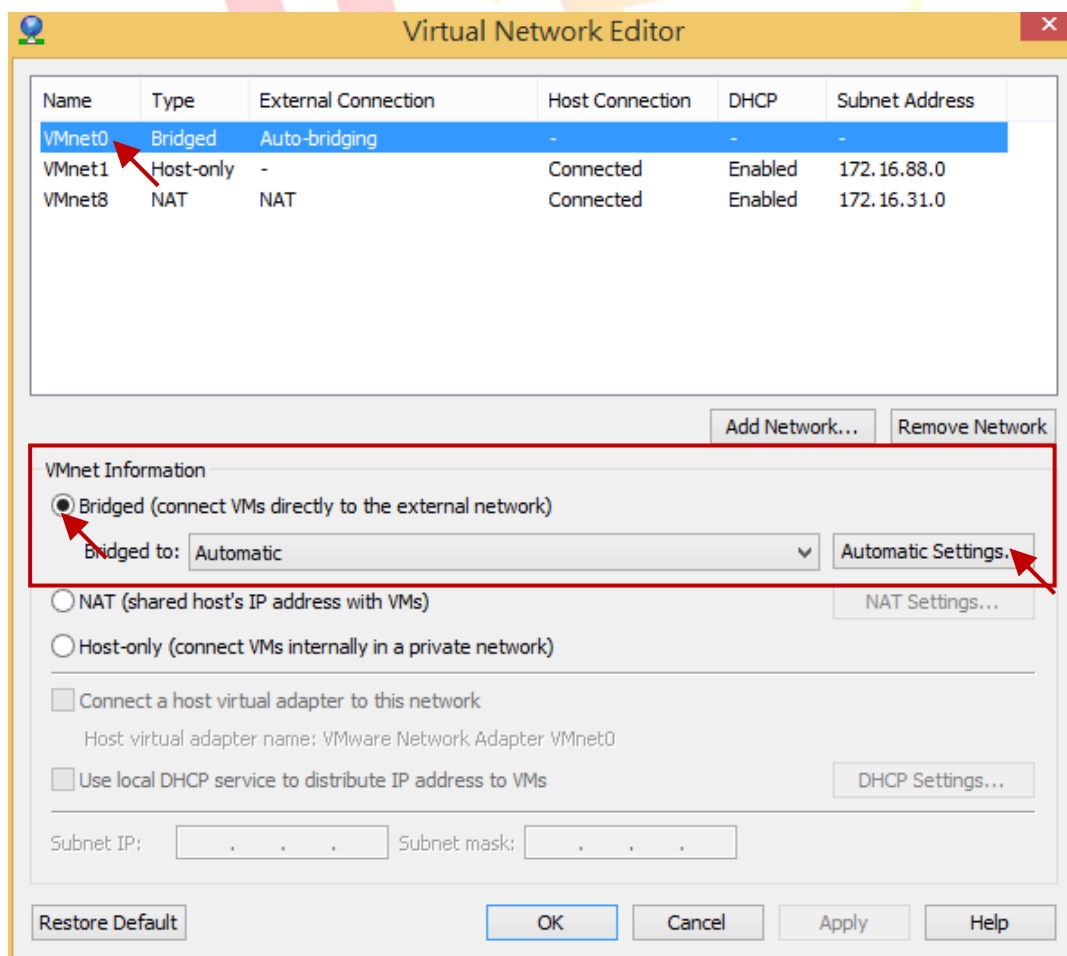 Virtual Network Editor
Name Type External Connection Host Connection DHCP Subnet Address
VMnet0 Bridged Auto-bridging - - -
VMnet1 Host-only - Connected Enabled 172.16.88.0
VMnet8 NAT NAT Connected Enabled 172.16.31.0
Add Network... Remove Network
VMnet Information
Bridged (connect VMs directly to the external network)
Bridged to: Automatic Automatic Settings...
NAT (shared host's IP address with VMs) NAT Settings...
Host-only (connect VMs internally in a private network)
Connect a host virtual adapter to this network
Host virtual adapter name: VMware Network Adapter VMnet0
Use local DHCP service to distribute IP address to VMs DHCP Settings...
Subnet IP: . . . Subnet mask: . . .
Restore Default OK Cancel Apply Help